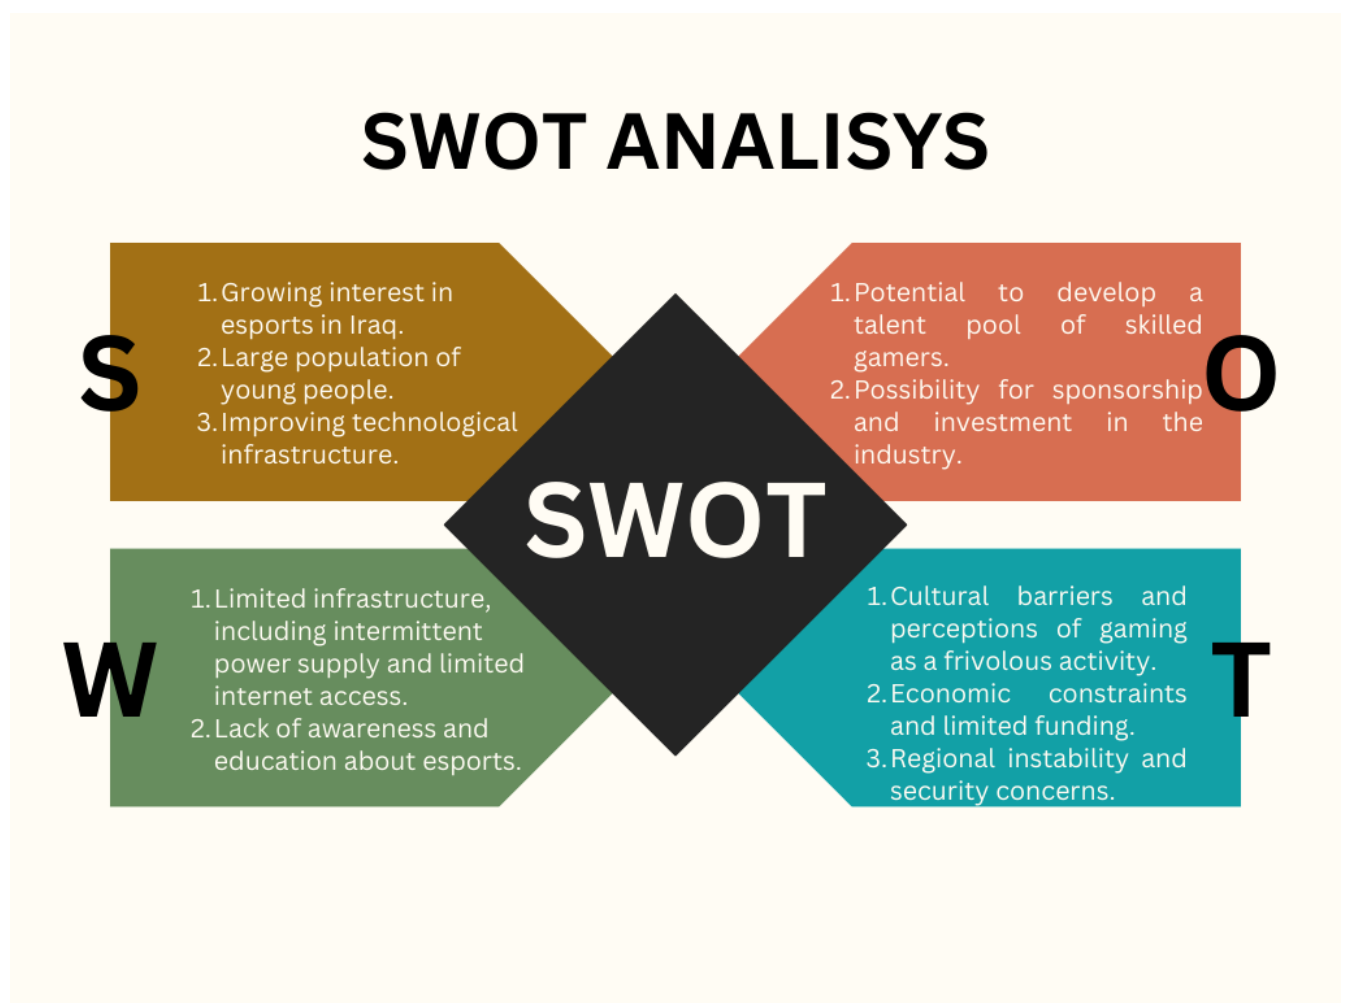 SWOT ANALISYS
S
1. Growing interest in
esports in Iraq.
2. Large population of
young people.
3. Improving technological
infrastructure.
O
1. Potential to develop a
talent pool of skilled
gamers.
2. Possibility for sponsorship
and investment in the
industry.
SWOT
W
1. Limited infrastructure,
including intermittent
power supply and limited
internet access.
2. Lack of awareness and
education about esports.
T
1. Cultural barriers and
perceptions of gaming
as a frivolous activity.
2. Economic constraints
and limited funding.
3. Regional instability and
security concerns.